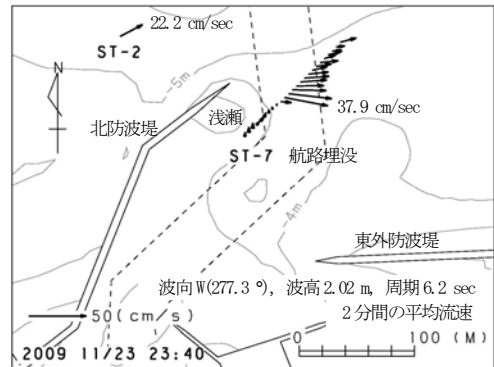 22.2 cm/sec
ST-2
N
-5m
北防波堤
浅瀬
37.9 cm/sec
ST-7
航路埋没
-4m
東外防波堤
波向W(277.3 °), 波高2.02 m, 周期6.2 sec
50(cm/s)
2分間の平均流速
0 100 (M)
2009 11/23 23:40